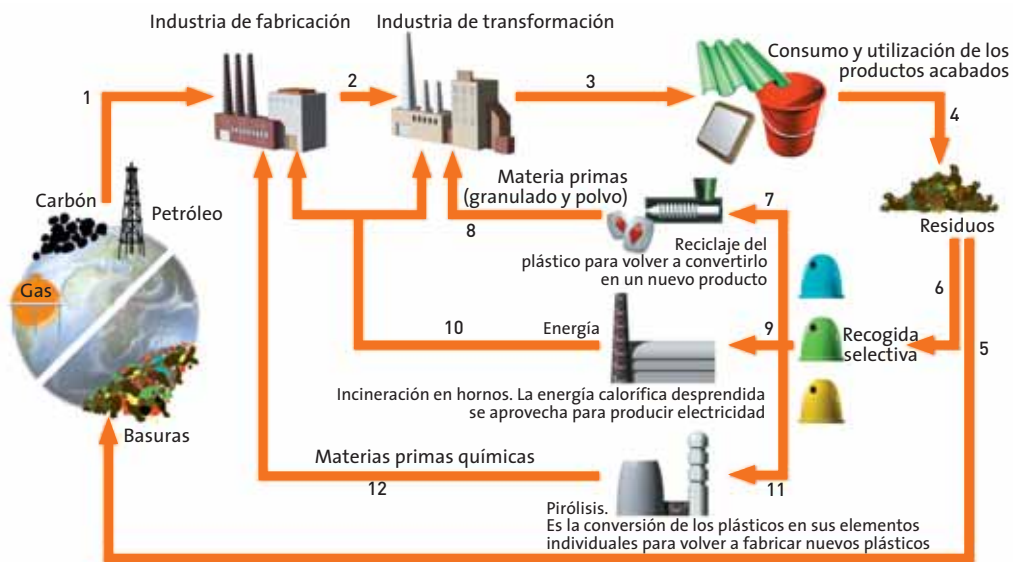 Industria de fabricación
Industria de transformación
1
2
3
Consumo y utilización de los
productos acabados
4
Carbón
Petróleo
Gas
Basuras
Materia primas
(granulado y polvo)
7
8
Reciclaje del
plástico para volver a convertirlo
en un nuevo producto
Residuos
6
5
Recogida
selectiva
9
Energía
10
Incineración en hornos. La energía calorífica desprendida
se aprovecha para producir electricidad
Materias primas químicas
12
11
Pirólisis.
Es la conversión de los plásticos en sus elementos
individuales para volver a fabricar nuevos plásticos